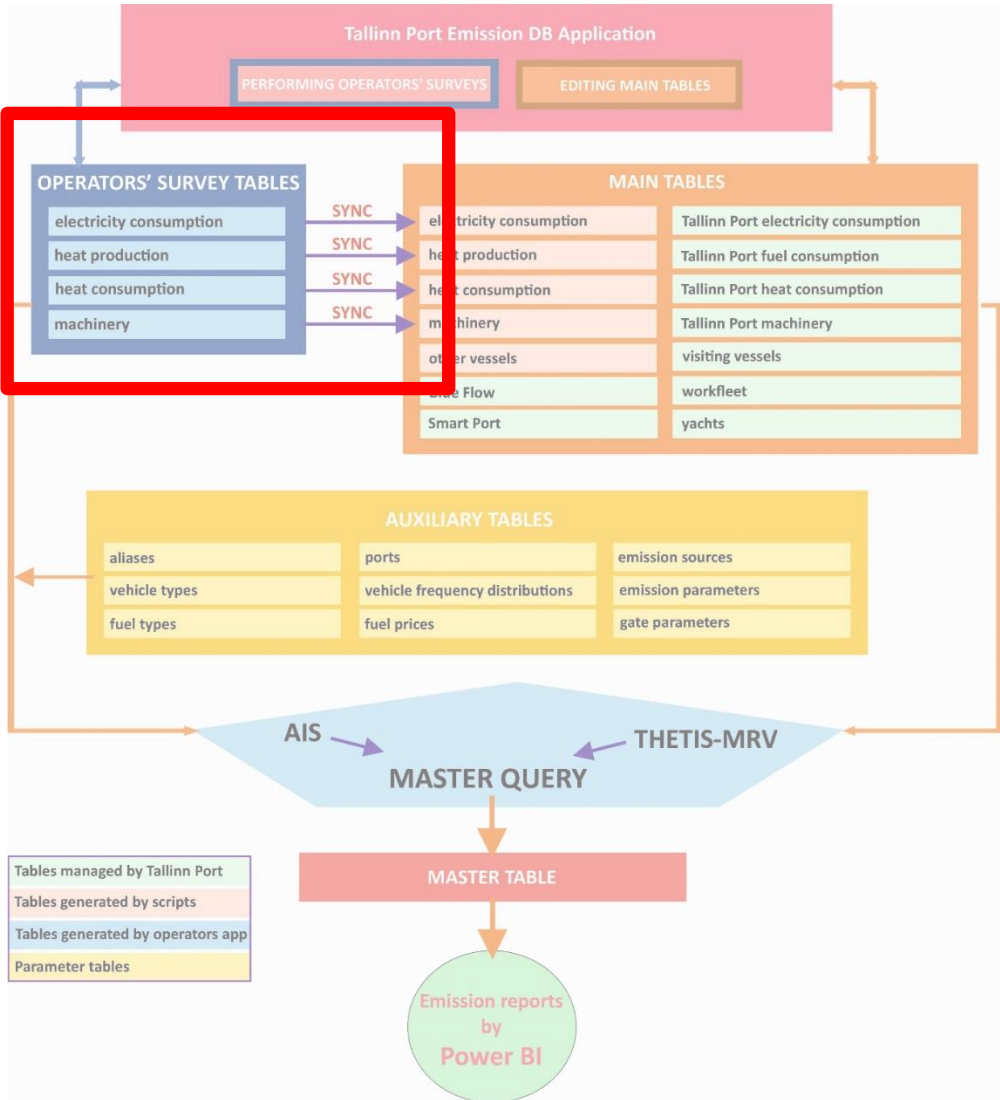 Tallinn Port Emission DB Application
PERFORMING OPERATORS' SURVEYS
EDITING MAIN TABLES
OPERATORS' SURVEY TABLES
electricity consumption
heat production
heat consumption
machinery
SYNC
SYNC
SYNC
SYNC
MAIN TABLES
electricity consumption
heat production
heat consumption
machinery
other vessels
Blue Flow
Smart Port
Tallinn Port electricity consumption
Tallinn Port fuel consumption
Tallinn Port heat consumption
Tallinn Port machinery
visiting vessels
workfleet
yachts
AUXILIARY TABLES
aliases
vehicle types
fuel types
ports
vehicle frequency distributions
fuel prices
emission sources
emission parameters
gate parameters
AIS
THETIS-MRV
MASTER QUERY
MASTER TABLE
Tables managed by Tallinn Port
Tables generated by scripts
Tables generated by operators app
Parameter tables
Emission reports
by
Power BI